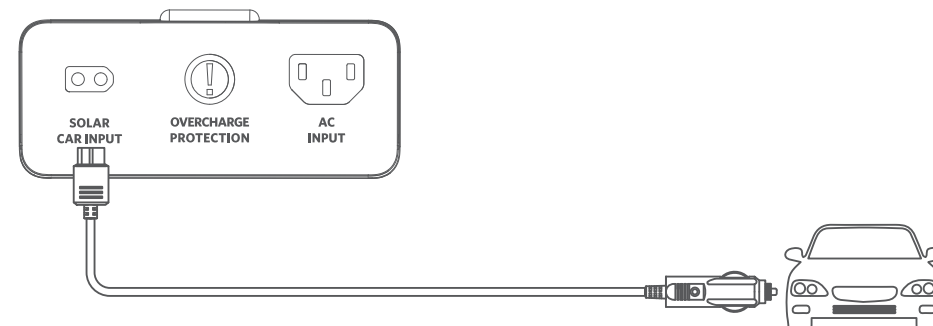 SOLAR
CAR INPUT
OVERCHARGE
PROTECTION
AC
INPUT